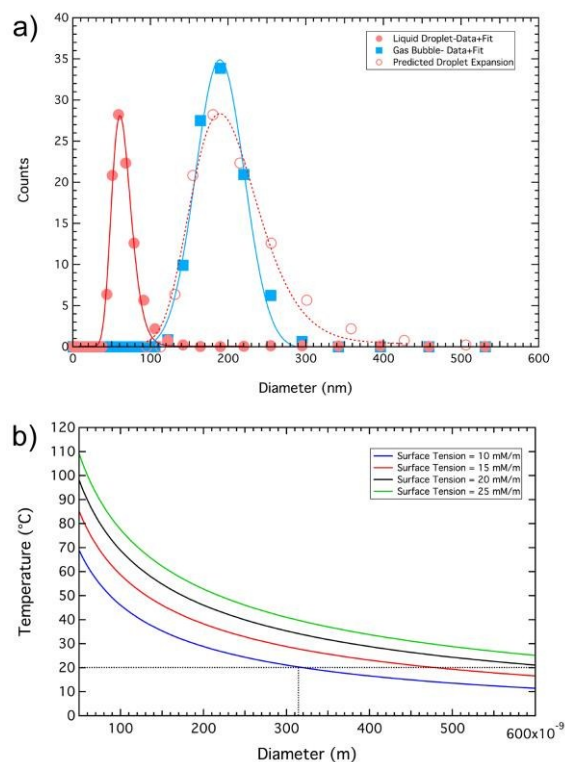 a)
40
35
30
25
20
15
10
5
0
Counts
Liquid Droplet-Data+Fit
Gas Bubble- Data+Fit
Predicted Droplet Expansion
0 100 200 300 400 500 600
Diameter (nm)
b)
120
110
100
90
80
70
60
50
40
30
20
10
0
Temperature (°C)
Surface Tension = 10 mM/m
Surface Tension = 15 mM/m
Surface Tension = 20 mM/m
Surface Tension = 25 mM/m
100 200 300 400 500 600x10⁻⁹
Diameter (m)